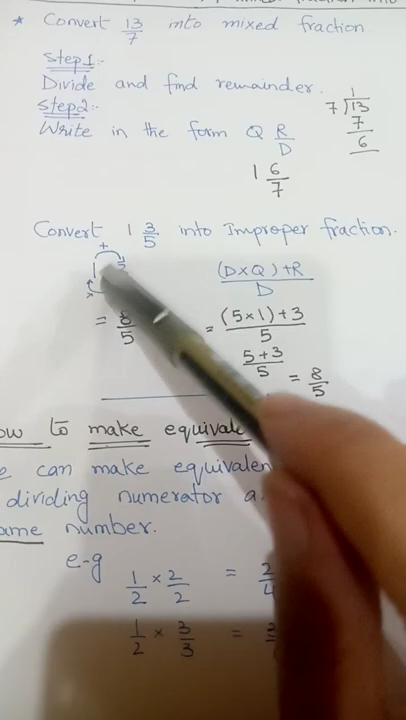 * Convert 13/7 into mixed fraction
Step 1:-
Divide and find remainder.
1
7)13
7
6
Step 2:-
Write in the form Q R/D
1 6/7
Convert 1 3/5 into Improper fraction.
+
1
×
= 8/5
(D×Q)+R/D
= (5×1)+3/5
5+3/5
= 8/5
to make
can make
dividing numerator
number.
e-g
1/2 × 2/2 = 2/4
1/2 × 3/3 =